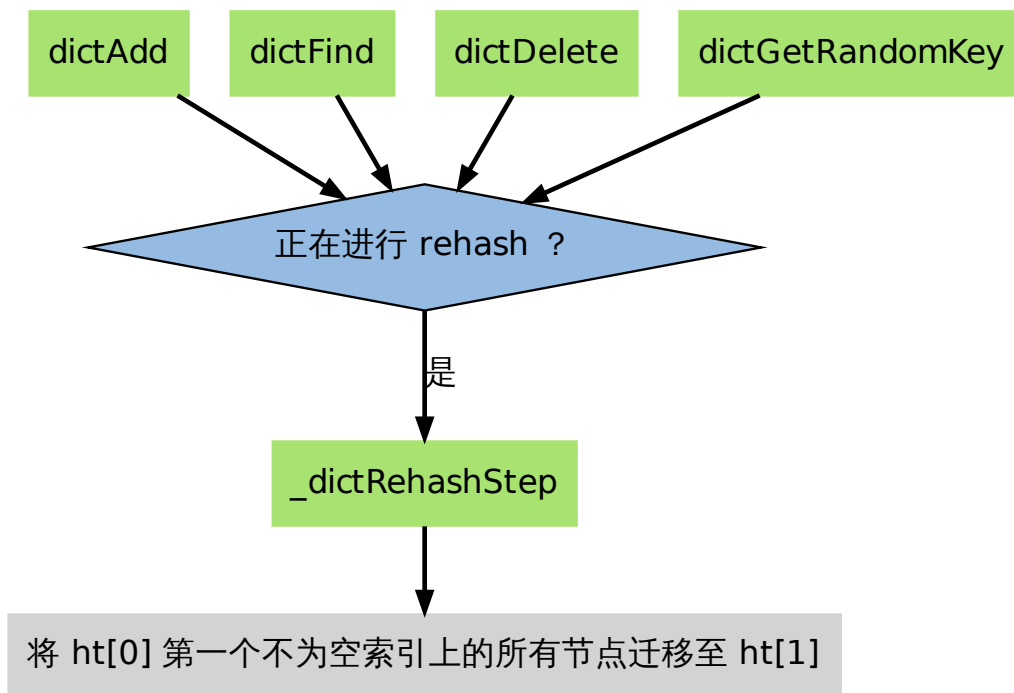 dictAdd
dictFind
dictDelete
dictGetRandomKey
正在进行 rehash ？
是
_dictRehashStep
将 ht[0] 第一个不为空索引上的所有节点迁移至 ht[1]